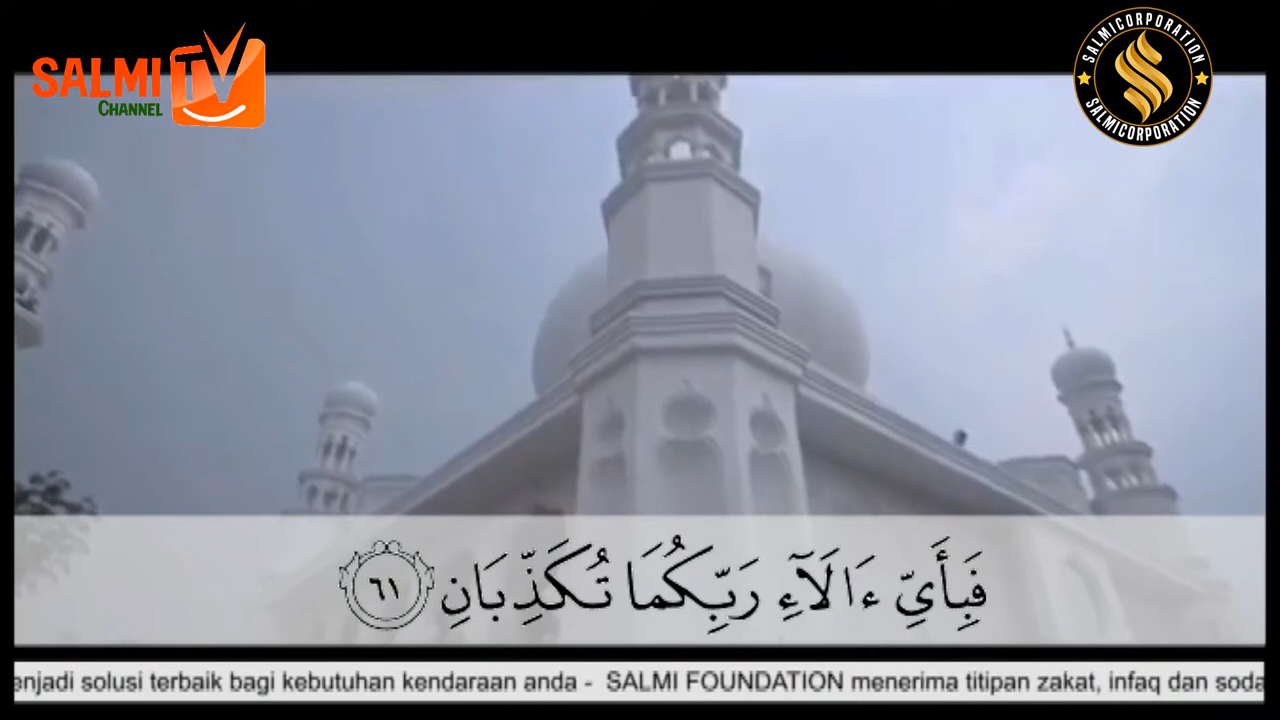 SALMI TV
CHANNEL
SALMICORPORATION
SALMICORPORATION
فَبِأَيِّ ءَالَآءِ رَبِّكُمَا تُكَذِّبَانِ ٦١
enjadi solusi terbaik bagi kebutuhan kendaraan anda - SALMI FOUNDATION menerima titipan zakat, infaq dan soda